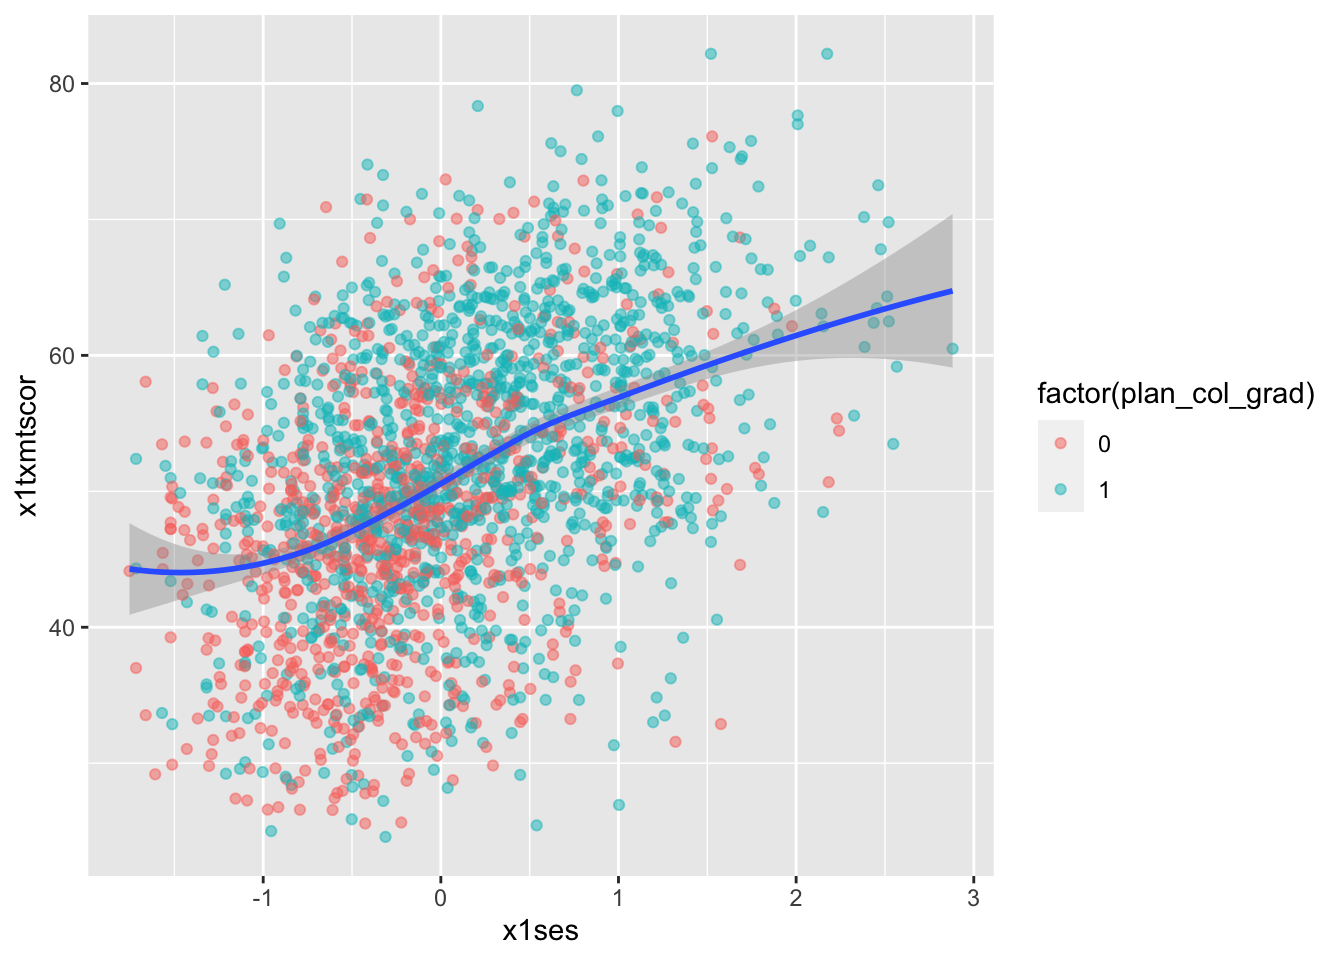 80
60
40
x1txmtscor
-1 0 1 2 3
x1ses
factor(plan_col_grad)
0
1